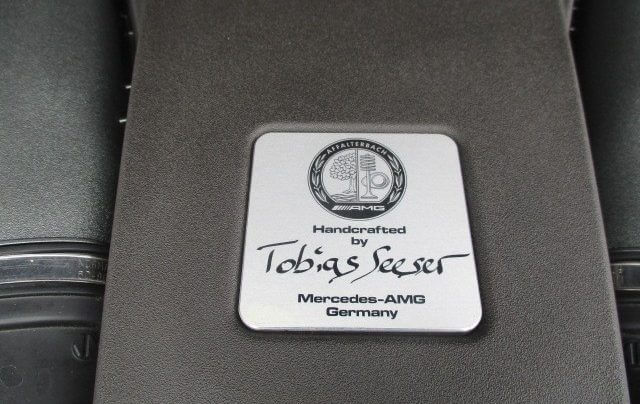 AFFALTERBACH
AMG
Handcrafted
by
Tobias Seeser
Mercedes-AMG
Germany